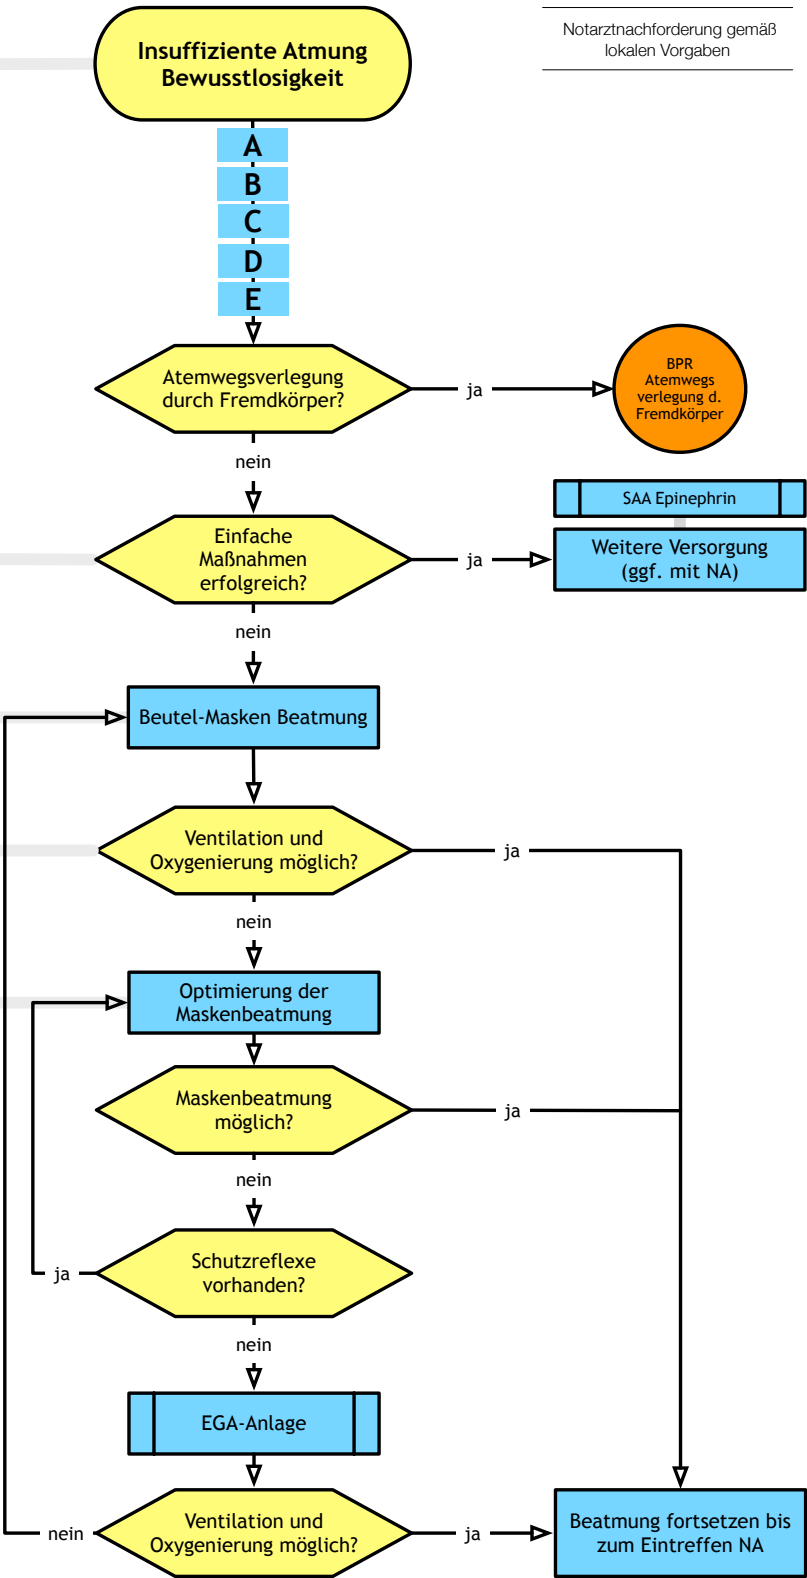 Notarztnachforderung gemäß
lokalen Vorgaben
Insuffiziente Atmung
Bewusstlosigkeit
A
B
C
D
E
Atemwegsverlegung
durch Fremdkörper?
ja
BPR
Atemwegs
verlegung d.
Fremdkörper
nein
SAA Epinephrin
Einfache
Maßnahmen
erfolgreich?
ja
Weitere Versorgung
(ggf. mit NA)
nein
Beutel-Masken Beatmung
Ventilation und
Oxygenierung möglich?
ja
nein
Optimierung der
Maskenbeatmung
Maskenbeatmung
möglich?
ja
nein
Schutzreflexe
vorhanden?
ja
nein
EGA-Anlage
Ventilation und
Oxygenierung möglich?
nein
ja
Beatmung fortsetzen bis
zum Eintreffen NA